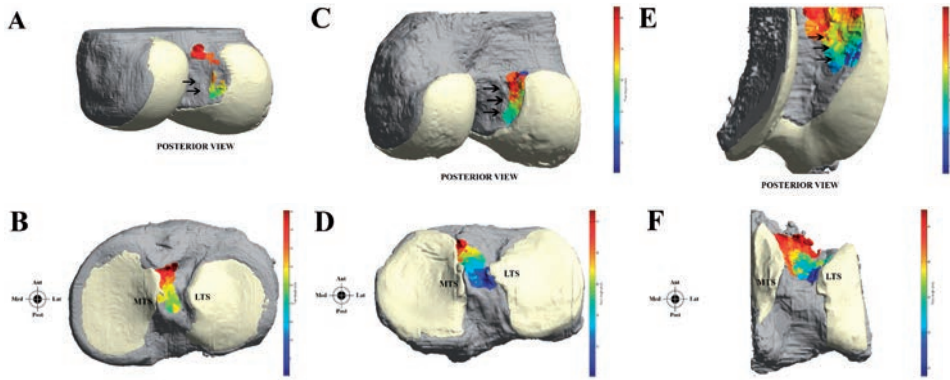 A
C
E
POSTERIOR VIEW
POSTERIOR VIEW
POSTERIOR VIEW
B
D
F
Ant
Med
Lat
Post
MTS
LTS
Ant
Med
Lat
Post
MTS
LTS
Ant
Med
Lat
Post
MTS
LTS